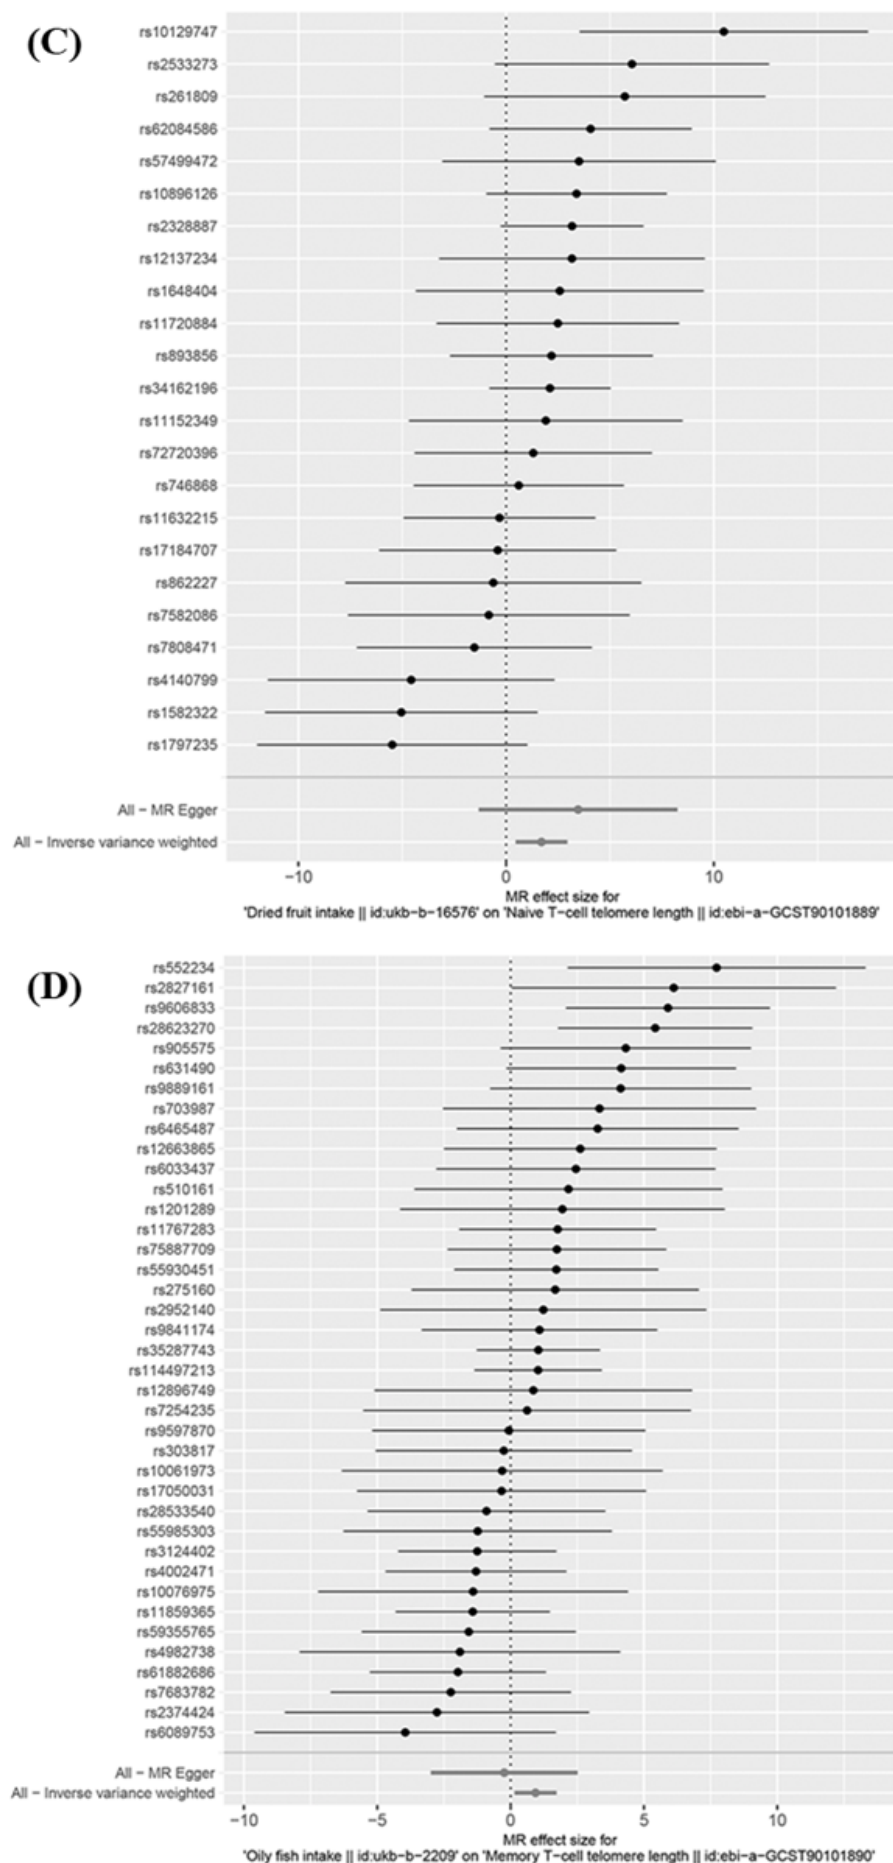 (C)
rs10129747
rs2533273
rs261809
rs62084586
rs57499472
rs10896126
rs2328887
rs12137234
rs1648404
rs11720884
rs893856
rs34162196
rs11152349
rs72720396
rs746868
rs11632215
rs17184707
rs862227
rs7582086
rs7808471
rs4140799
rs1582322
rs1797235
All − MR Egger
All − Inverse variance weighted
−10 0 10
MR effect size for
'Dried fruit intake || id:ukb−b−16576' on 'Naive T−cell telomere length || id:ebi−a−GCST90101889'
(D)
rs552234
rs2827161
rs9606833
rs28623270
rs905575
rs631490
rs9889161
rs703987
rs6465487
rs12663865
rs6033437
rs510161
rs1201289
rs11767283
rs75887709
rs55930451
rs275160
rs2952140
rs9841174
rs35287743
rs114497213
rs12896749
rs7254235
rs9597870
rs303817
rs10061973
rs17050031
rs28533540
rs55985303
rs3124402
rs4002471
rs10076975
rs11859365
rs59355765
rs4982738
rs61882686
rs7683782
rs2374424
rs6089753
All − MR Egger
All − Inverse variance weighted
−10 −5 0 5 10
MR effect size for
'Oily fish intake || id:ukb−b−2209' on 'Memory T−cell telomere length || id:ebi−a−GCST90101890'